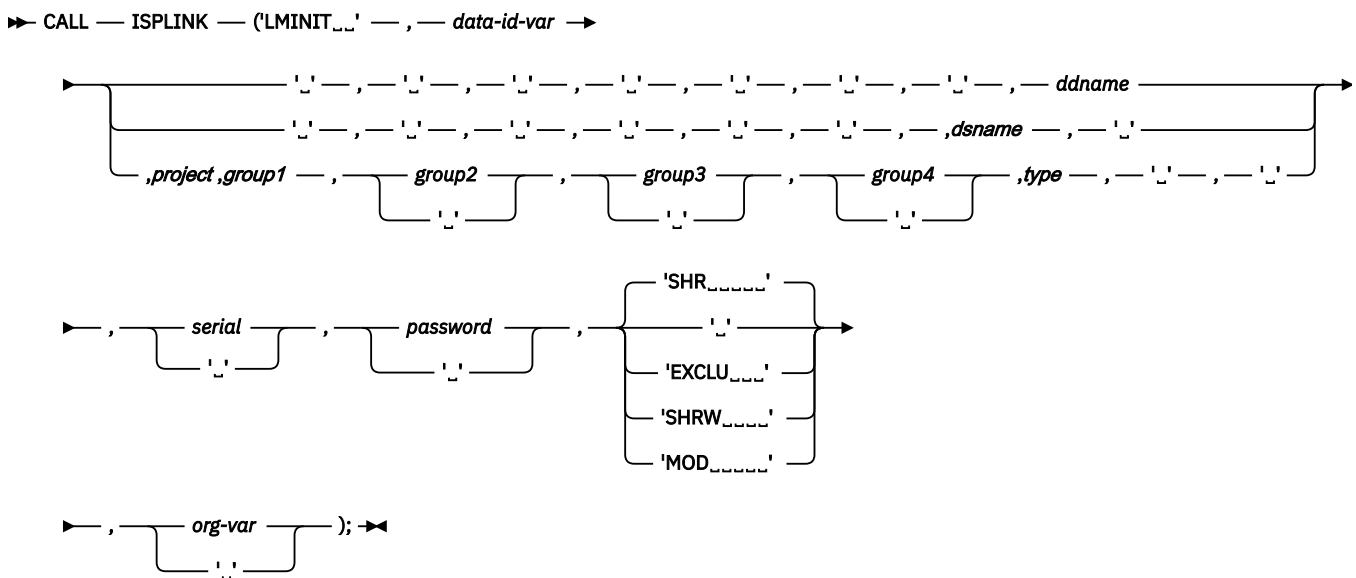 CALL ISPLINK ('LMINIT␣␣' , data-id-var
'␣' , '␣' , '␣' , '␣' , '␣' , '␣' , '␣' , ddname
'␣' , '␣' , '␣' , '␣' , '␣' , '␣' , ,dsname , '␣'
,project ,group1 , group2 , group3 , group4 ,type , '␣' , '␣'
'␣' '␣' '␣'
'SHR␣␣␣␣␣'
, serial , password , '␣'
'␣' '␣' 'EXCLU␣␣␣'
'SHRW␣␣␣␣'
'MOD␣␣␣␣␣'
, org-var );
'␣'